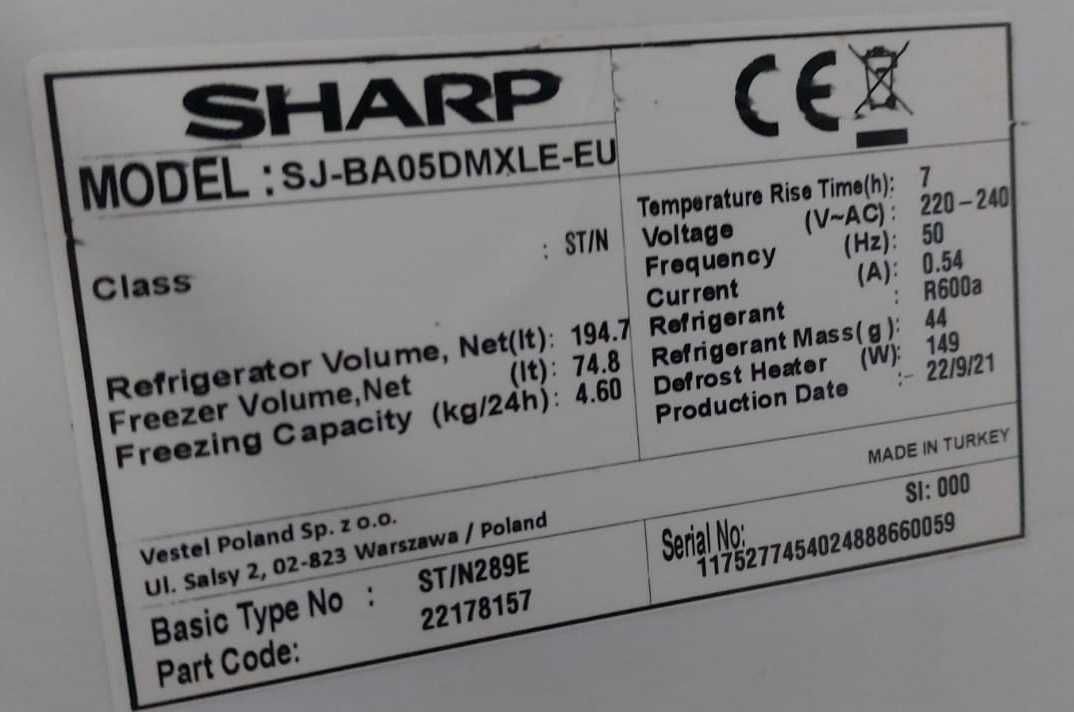 SHARP
CE
MODEL : SJ-BA05DMXLE-EU
Class : ST/N
Refrigerator Volume, Net(lt): 194.7
Freezer Volume,Net (lt): 74.8
Freezing Capacity (kg/24h): 4.60
Temperature Rise Time(h): 7
Voltage (V~AC) : 220 – 240
Frequency (Hz): 50
Current (A): 0.54
Refrigerant : R600a
Refrigerant Mass(g): 44
Defrost Heater (W): 149
Production Date :– 22/9/21
MADE IN TURKEY
Vestel Poland Sp. z o.o.
Ul. Salsy 2, 02-823 Warszawa / Poland
Basic Type No : ST/N289E
Part Code: 22178157
SI: 000
Serial No:
1175277454024888660059